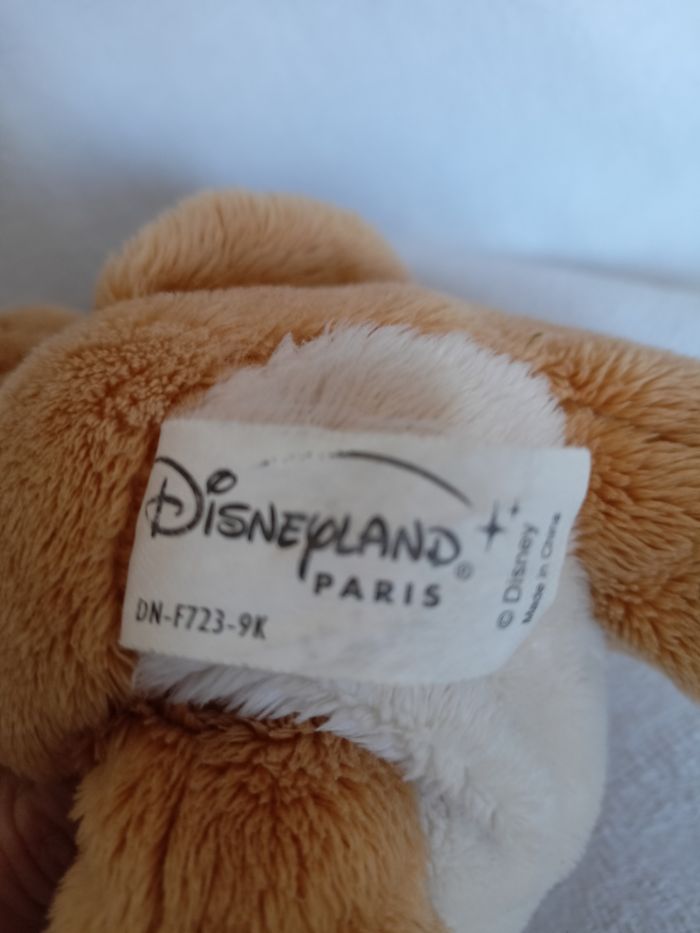 Disneyland®
PARIS
DN-F723-9K
© Disney
Made in China